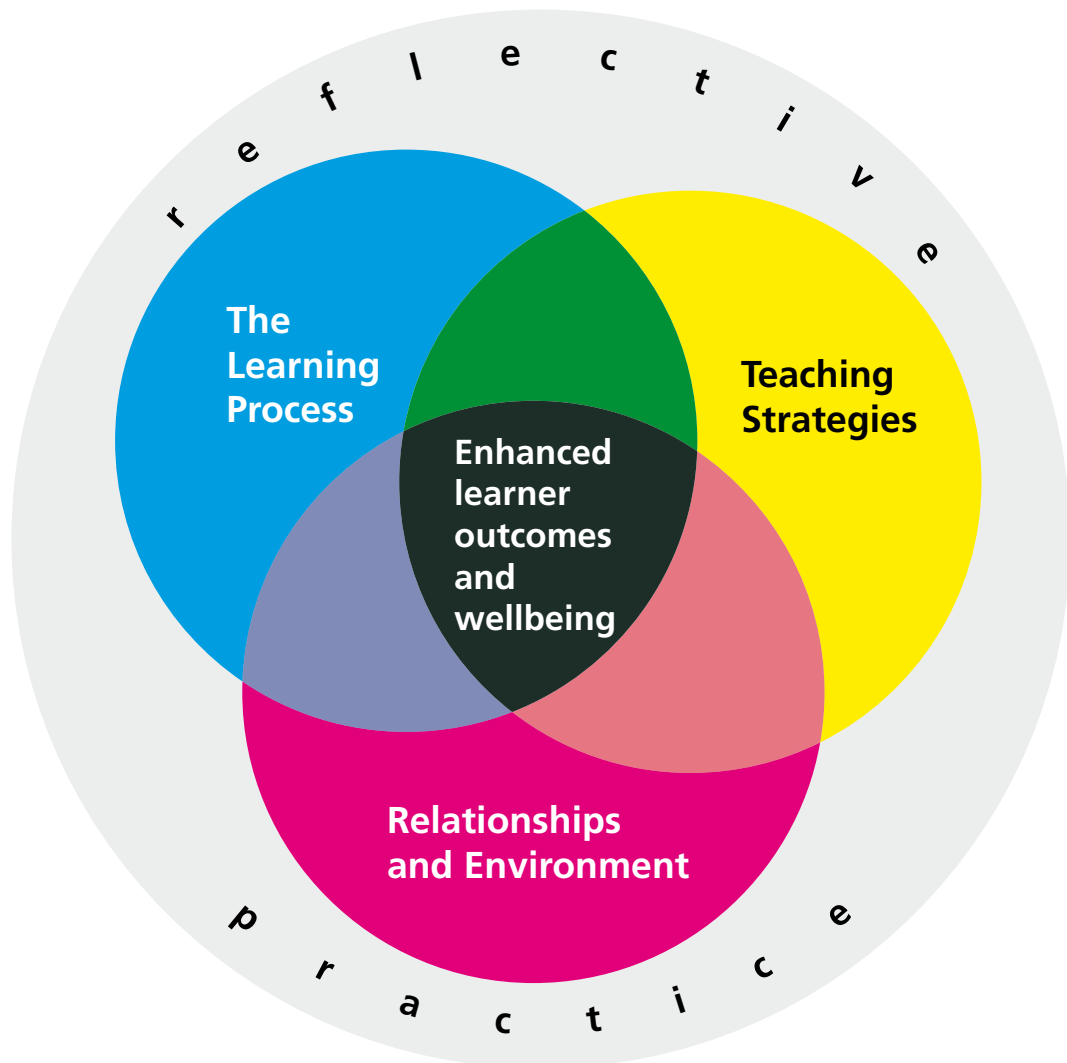 reflective
The
Learning
Process
Teaching
Strategies
Enhanced
learner
outcomes
and
wellbeing
Relationships
and Environment
practice